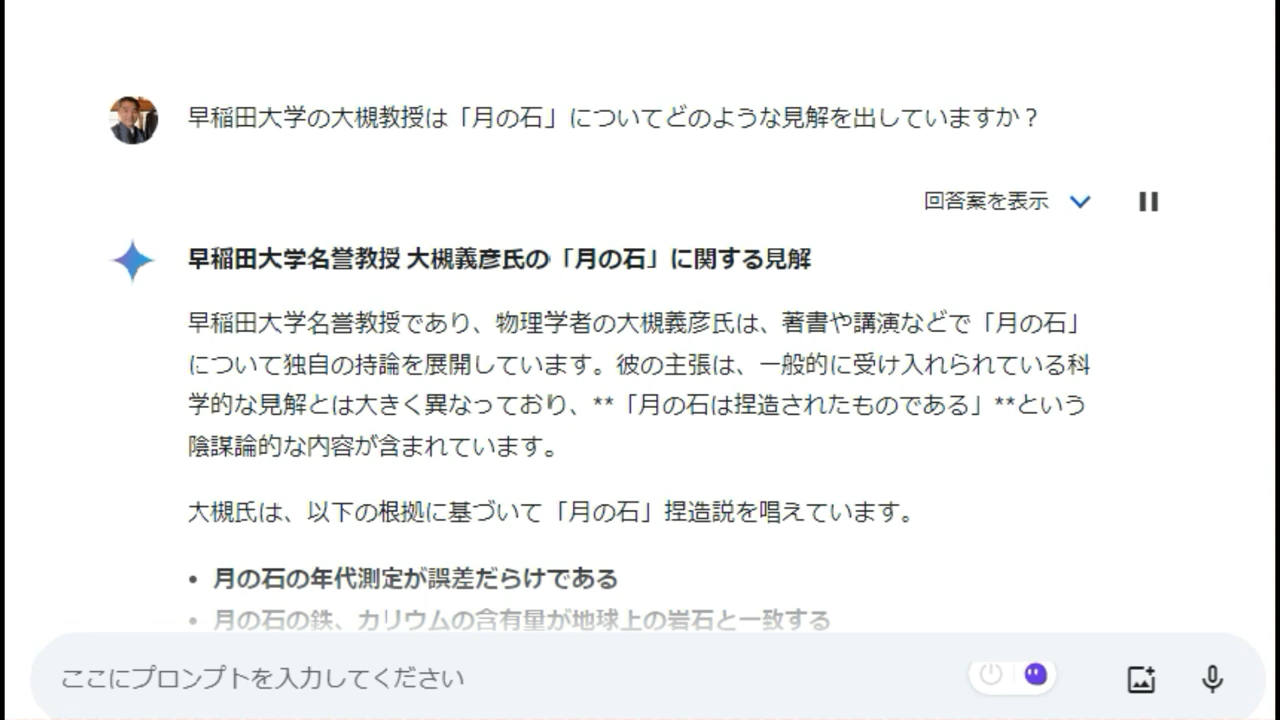 早稲田大学の大槻教授は「月の石」についてどのような見解を出していますか？
回答案を表示
早稲田大学名誉教授 大槻義彦氏の「月の石」に関する見解
早稲田大学名誉教授であり、物理学者の大槻義彦氏は、著書や講演などで「月の石」
について独自の持論を展開しています。彼の主張は、一般的に受け入れられている科
学的な見解とは大きく異なっており、**「月の石は捏造されたものである」**という
陰謀論的な内容が含まれています。
大槻氏は、以下の根拠に基づいて「月の石」捏造説を唱えています。
• 月の石の年代測定が誤差だらけである
• 月の石の鉄、カリウムの含有量が地球上の岩石と一致する
ここにプロンプトを入力してください